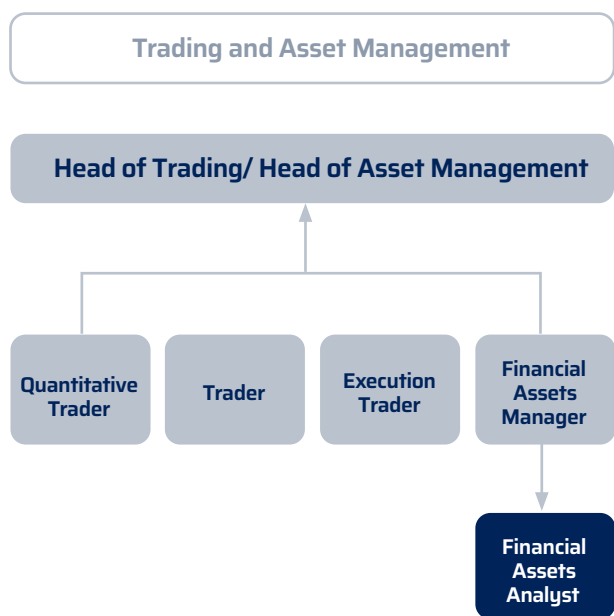 Trading and Asset Management
Head of Trading/ Head of Asset Management
Quantitative
Trader
Trader
Execution
Trader
Financial
Assets
Manager
Financial
Assets
Analyst